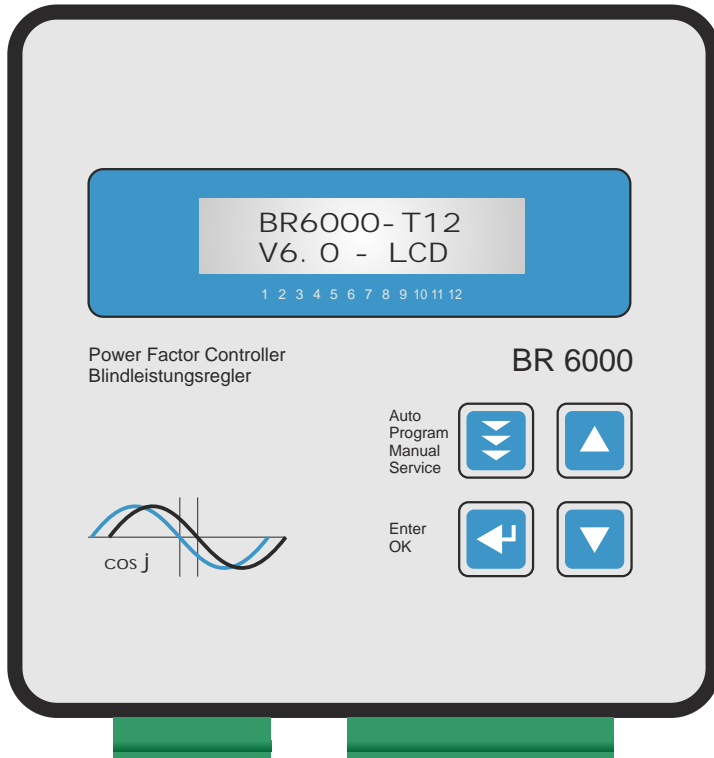 BR6000-T12
V6.0 - LCD
1 2 3 4 5 6 7 8 9 10 11 12
Power Factor Controller
Blindleistungsregler
BR 6000
Auto
Program
Manual
Service
Enter
OK
cos j